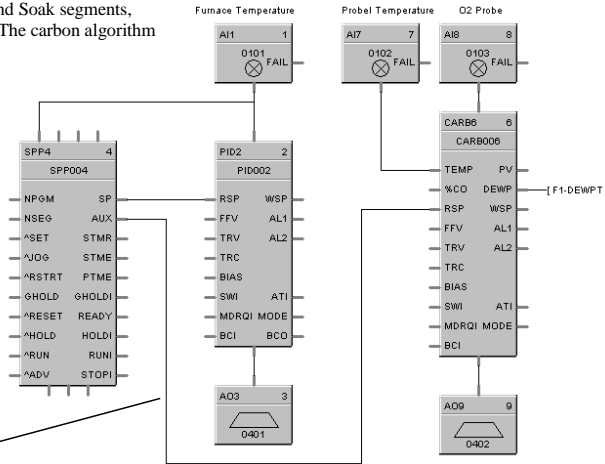 nd Soak segments,
The carbon algorithm
Furnace Temperature
Probe1 Temperature
O2 Probe
AI1 1
0101
FAIL
AI7 7
0102
FAIL
AI8 8
0103
FAIL
SPP4 4
SPP004
NPGM SP
NSEG AUX
^SET STMR
^JOG STME
^RSTRT PTME
GHOLD GHOLDI
^RESET READY
^HOLD HOLDI
^RUN RUNI
^ADV STOPI
PID2 2
PID002
RSP WSP
FFV AL1
TRV AL2
TRC
BIAS
SWI ATI
MDRQI MODE
BCI BCO
AO3 3
0401
CARB6 6
CARB006
TEMP PV
%CO DEWP
[ F1-DEWPT
RSP WSP
FFV AL1
TRV AL2
TRC
BIAS
SWI ATI
MDRQI MODE
BCI
AO9 9
0402